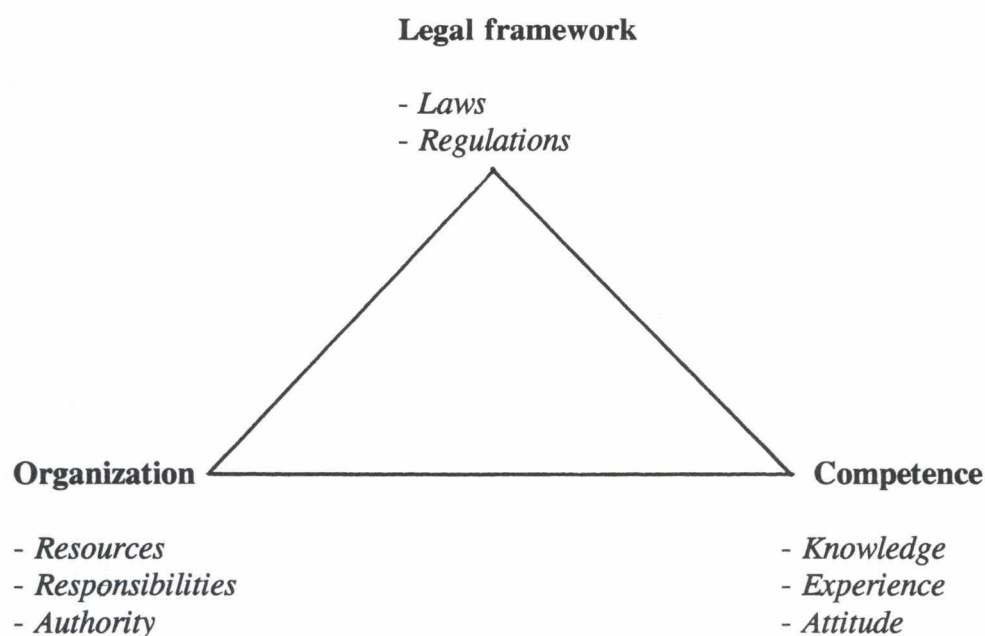 Legal framework
- Laws
- Regulations
Organization
Competence
- Resources
- Responsibilities
- Authority
- Knowledge
- Experience
- Attitude